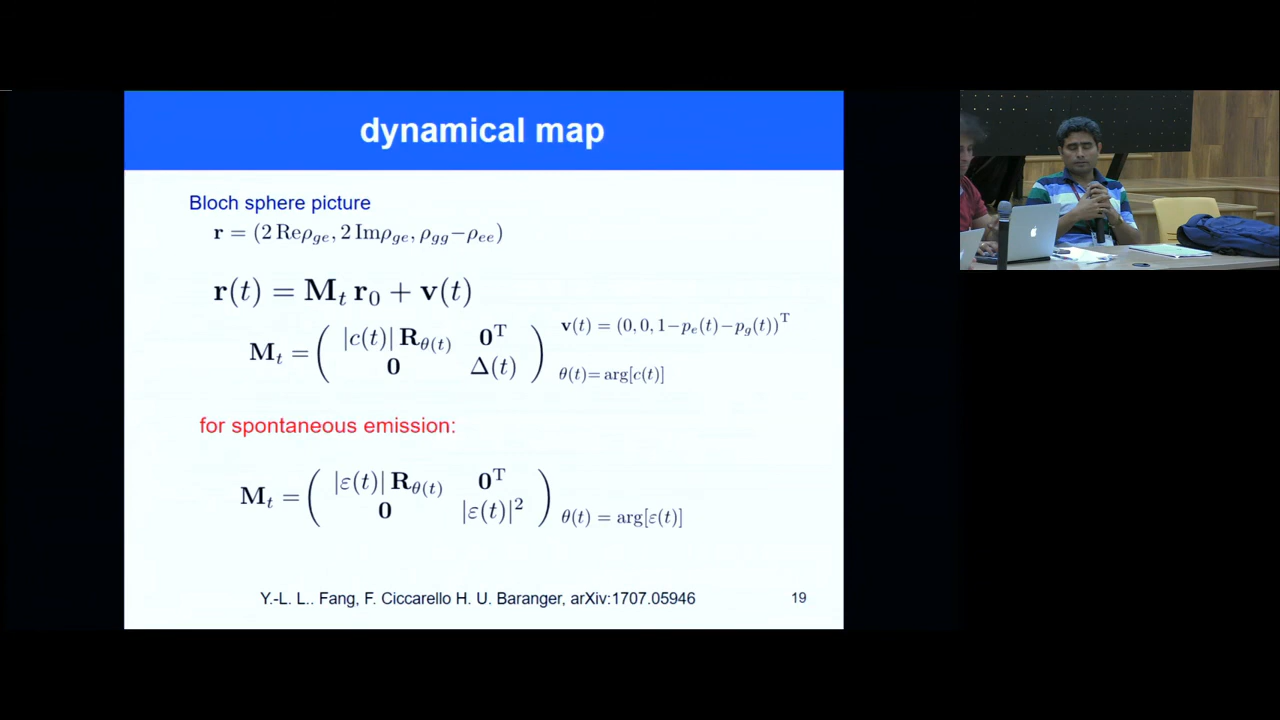 dynamical map
Bloch sphere picture
r = (2 Reρ_ge, 2 Imρ_ge, ρ_gg−ρ_ee)
r(t) = M_t r_0 + v(t)
M_t = ( |c(t)| R_θ(t) 0^T
0 Δ(t) )
v(t) = (0, 0, 1−p_e(t)−p_g(t))^T
θ(t)= arg[c(t)]
for spontaneous emission:
M_t = ( |ε(t)| R_θ(t) 0^T
0 |ε(t)|^2 )
θ(t) = arg[ε(t)]
Y.-L. L.. Fang, F. Ciccarello H. U. Baranger, arXiv:1707.05946
19